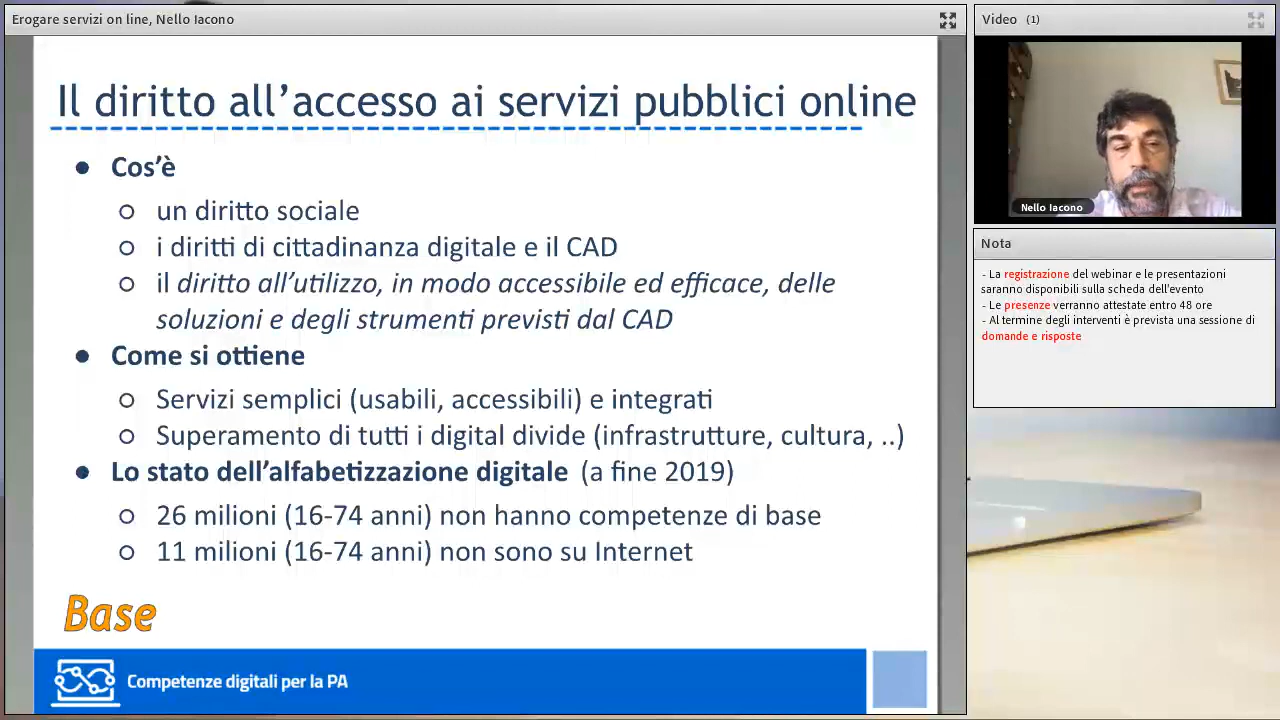 Erogare servizi on line, Nello Iacono
Il diritto all’accesso ai servizi pubblici online
Cos’è
un diritto sociale
i diritti di cittadinanza digitale e il CAD
il diritto all’utilizzo, in modo accessibile ed efficace, delle
soluzioni e degli strumenti previsti dal CAD
Come si ottiene
Servizi semplici (usabili, accessibili) e integrati
Superamento di tutti i digital divide (infrastrutture, cultura, ..)
Lo stato dell’alfabetizzazione digitale (a fine 2019)
26 milioni (16-74 anni) non hanno competenze di base
11 milioni (16-74 anni) non sono su Internet
Base
Competenze digitali per la PA
Video (1)
Nello Iacono
Nota
- La registrazione del webinar e le presentazioni
saranno disponibili sulla scheda dell'evento
- Le presenze verranno attestate entro 48 ore
- Al termine degli interventi è prevista una sessione di
domande e risposte